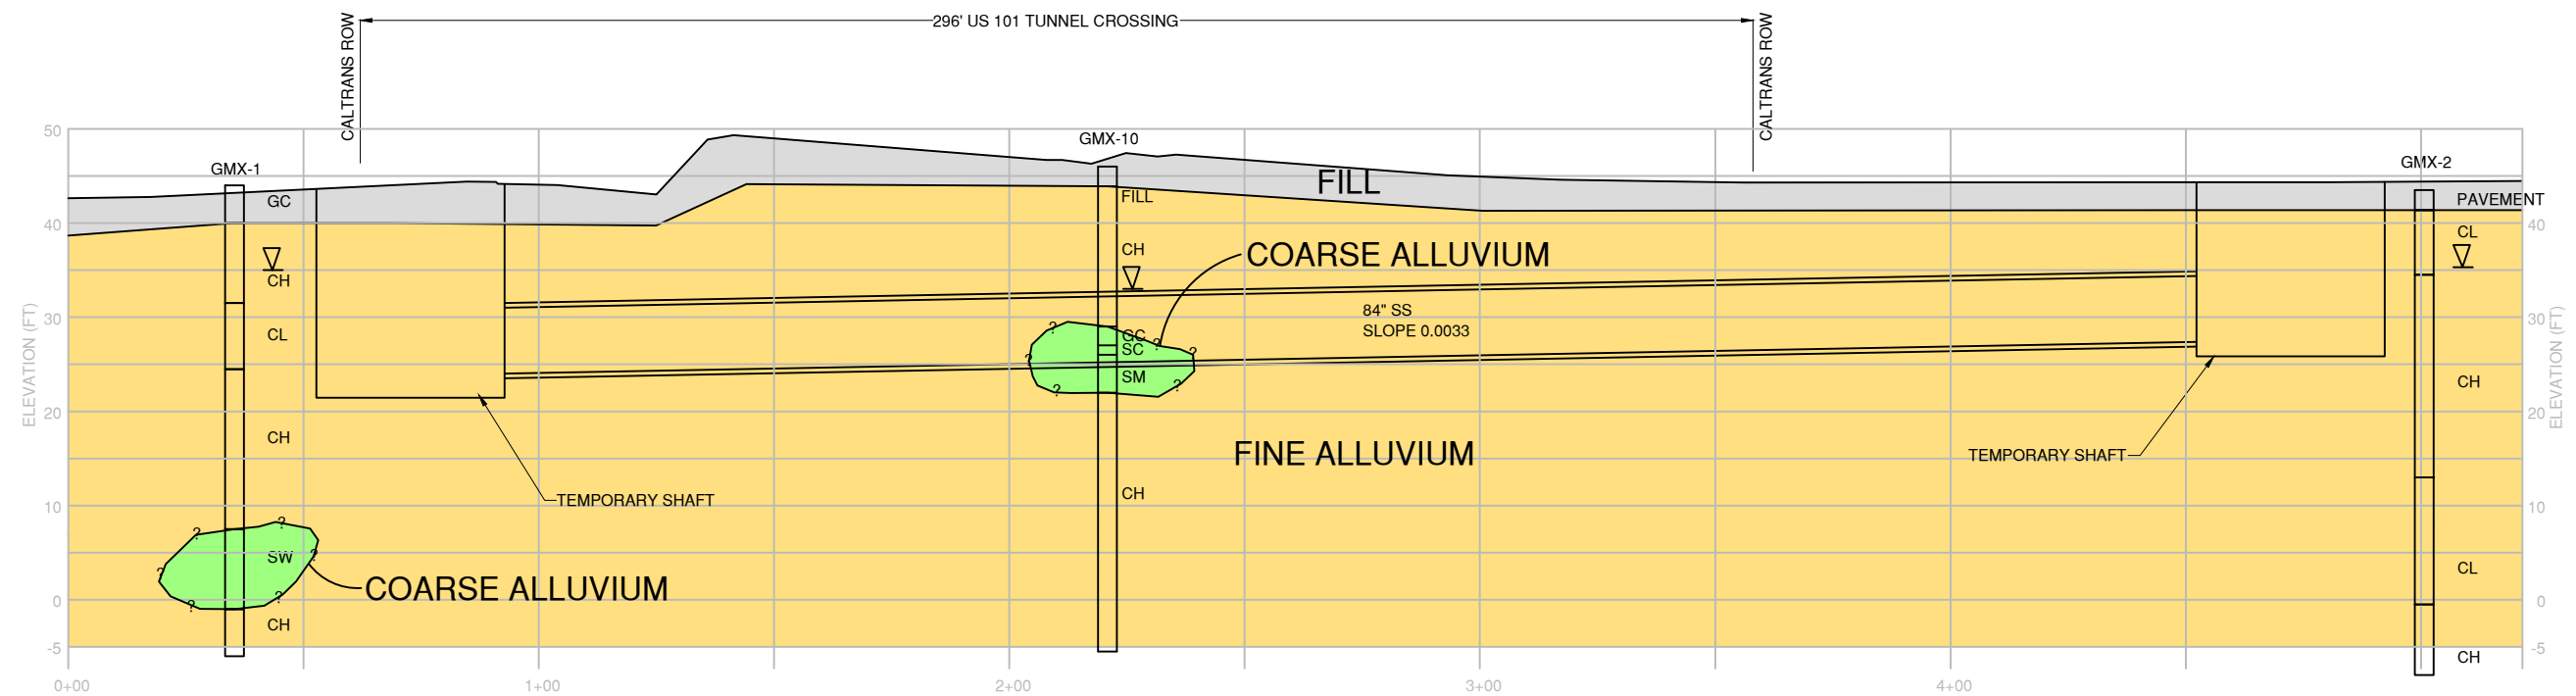 296' US 101 TUNNEL CROSSING
CALTRANS ROW
CALTRANS ROW
50
GMX-10
GMX-1
GMX-2
FILL
GC
FILL
PAVEMENT
40
40
CL
CH
COARSE ALLUVIUM
CH
84" SS
SLOPE 0.0033
30
30
?
CL
GC
?
SC
?
?
SM
CH
?
?
ELEVATION (FT)
ELEVATION (FT)
20
20
CH
FINE ALLUVIUM
TEMPORARY SHAFT
CH
TEMPORARY SHAFT
10
10
?
?
SW
?
?
CL
COARSE ALLUVIUM
?
?
0
0
CH
-5
-5
CH
0+00
1+00
2+00
3+00
4+00